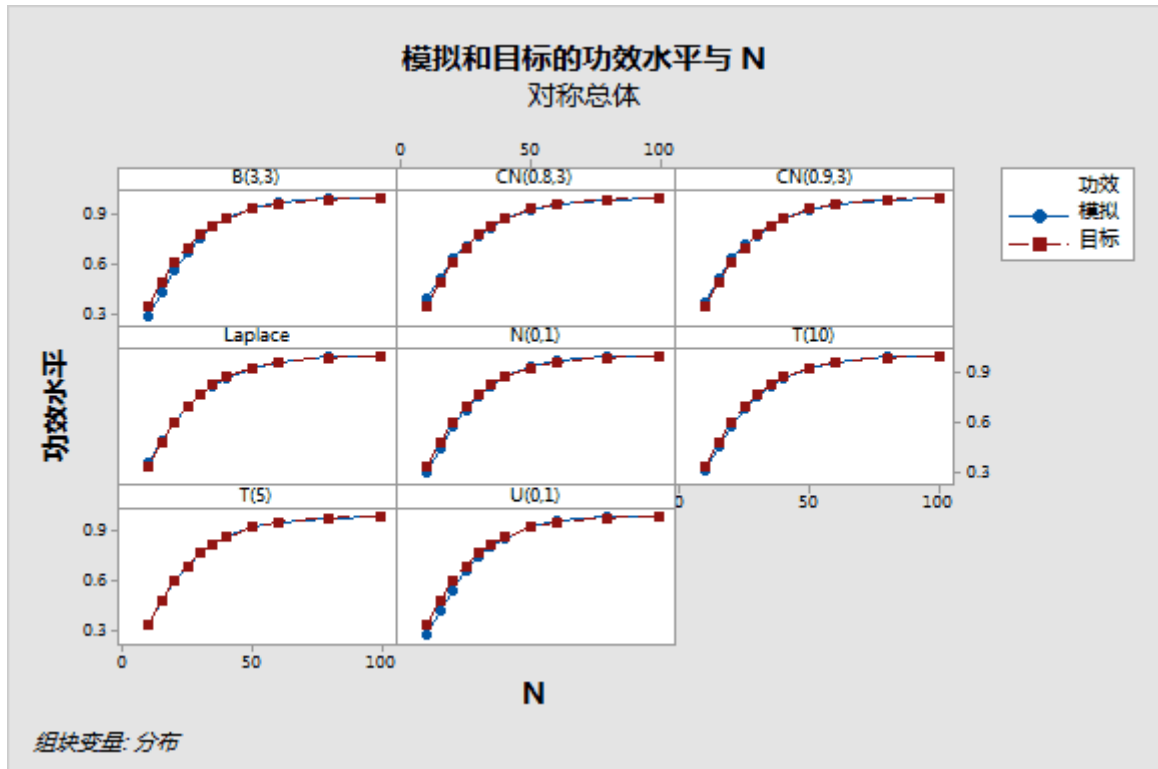 模拟和目标的功效水平与 N
对称总体
0 50 100
B(3,3) CN(0.8,3) CN(0.9,3)
功效
模拟
目标
0.9
0.6
0.3
Laplace N(0,1) T(10)
0.9
0.6
0.3
功效水平
T(5) U(0,1)
0 50 100
0.9
0.6
0.3
0 50 100
N
组块变量: 分布